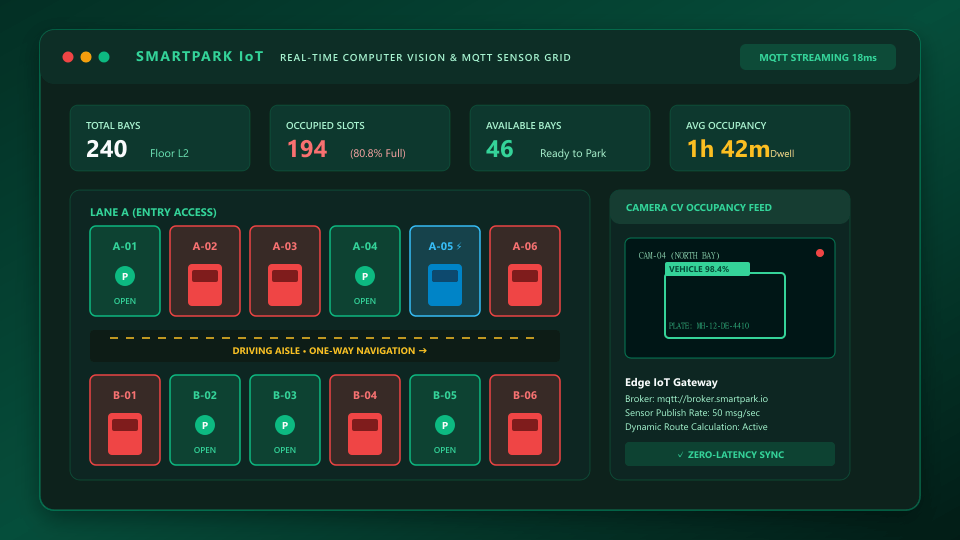 SMARTPARK IoT REAL-TIME COMPUTER VISION & MQTT SENSOR GRID MQTT STREAMING 18ms
TOTAL BAYS
240 Floor L2
OCCUPIED SLOTS
194 (80.8% Full)
AVAILABLE BAYS
46 Ready to Park
AVG OCCUPANCY
1h 42m Dwell
LANE A (ENTRY ACCESS)
A-01 A-02 A-03 A-04 A-05 ⚡ A-06
P P
OPEN OPEN
DRIVING AISLE • ONE-WAY NAVIGATION →
B-01 B-02 B-03 B-04 B-05 B-06
P P P
OPEN OPEN OPEN
CAMERA CV OCCUPANCY FEED
CAM-04 (NORTH BAY)
VEHICLE 98.4%
PLATE: MH-12-DE-4410
Edge IoT Gateway
Broker: mqtt://broker.smartpark.io
Sensor Publish Rate: 50 msg/sec
Dynamic Route Calculation: Active
✓ ZERO-LATENCY SYNC